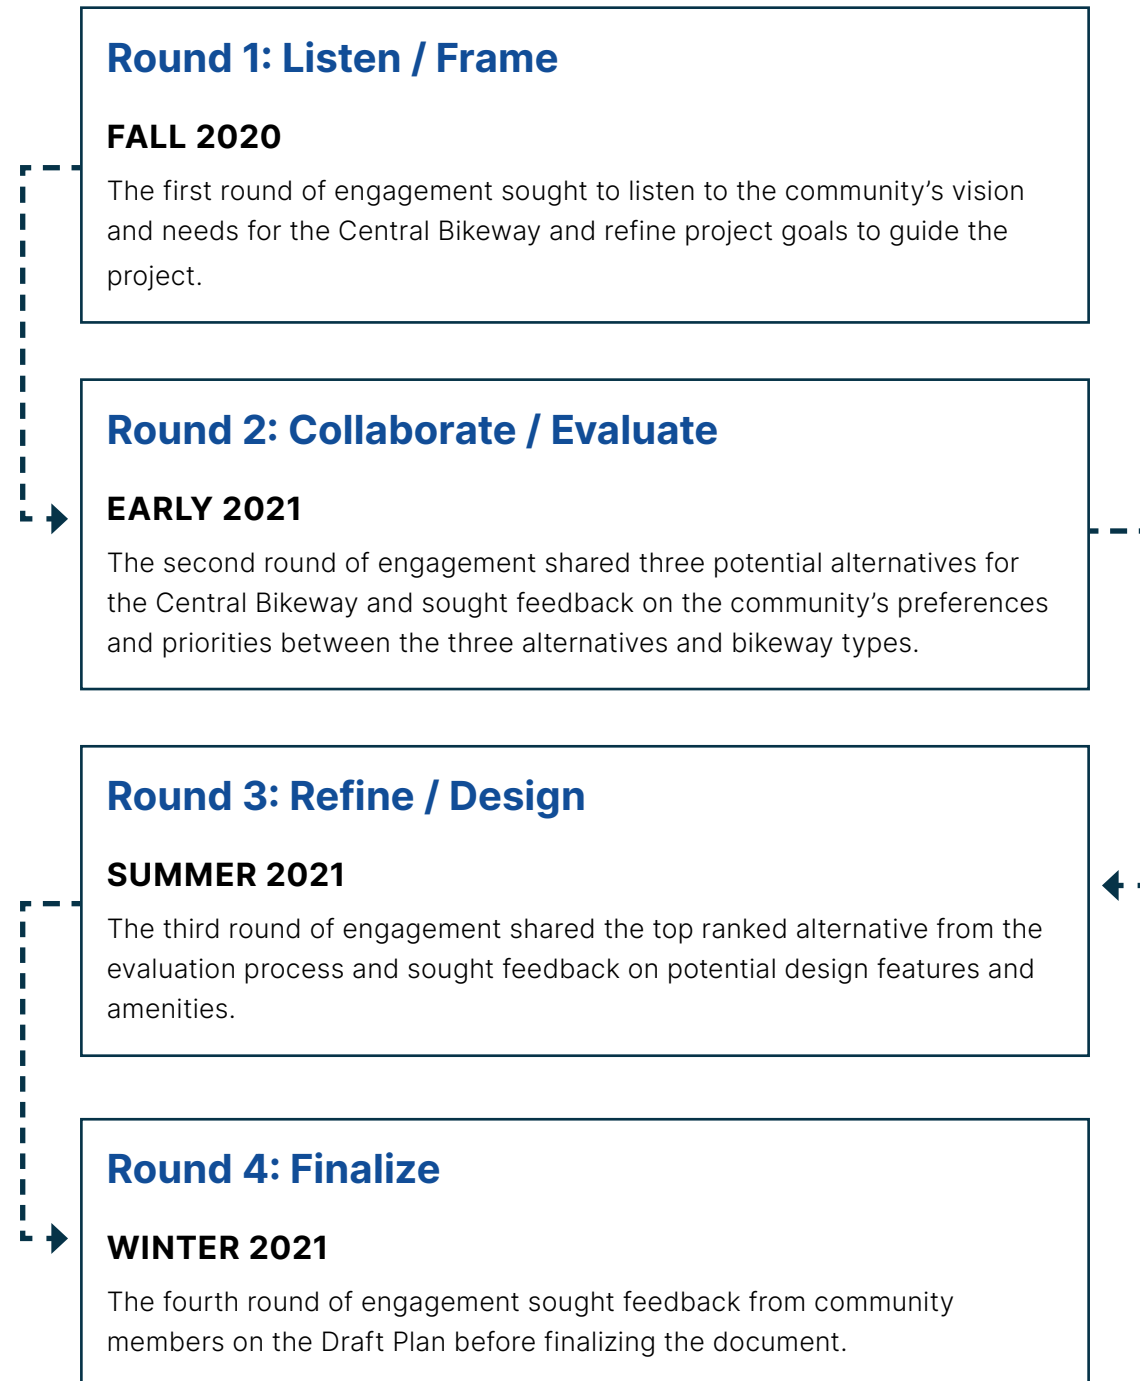 Round 1: Listen / Frame
FALL 2020
The first round of engagement sought to listen to the community’s vision
and needs for the Central Bikeway and refine project goals to guide the
project.
Round 2: Collaborate / Evaluate
EARLY 2021
The second round of engagement shared three potential alternatives for
the Central Bikeway and sought feedback on the community’s preferences
and priorities between the three alternatives and bikeway types.
Round 3: Refine / Design
SUMMER 2021
The third round of engagement shared the top ranked alternative from the
evaluation process and sought feedback on potential design features and
amenities.
Round 4: Finalize
WINTER 2021
The fourth round of engagement sought feedback from community
members on the Draft Plan before finalizing the document.